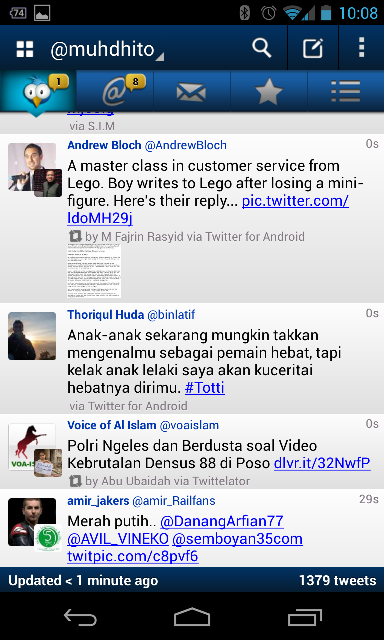 74
10:08
@muhdhito
1
8
via S.I.M
Andrew Bloch @AndrewBloch
0s
A master class in customer service from
Lego. Boy writes to Lego after losing a mini-
figure. Here's their reply... pic.twitter.com/
ldoMH29j
by M Fajrin Rasyid via Twitter for Android
Thoriqul Huda @binlatif
0s
Anak-anak sekarang mungkin takkan
mengenalmu sebagai pemain hebat, tapi
kelak anak lelaki saya akan kuceritai
hebatnya dirimu. #Totti
via Twitter for Android
Voice of Al Islam @voaislam
0s
Polri Ngeles dan Berdusta soal Video
Kebrutalan Densus 88 di Poso dlvr.it/32NwfP
VOA-IS
by Abu Ubaidah via Twittelator
amir_jakers @amir_Railfans
29s
Merah putih.. @DanangArfian77
@AVIL_VINEKO @semboyan35com
twitpic.com/c8pvf6
5
Updated < 1 minute ago
1379 tweets